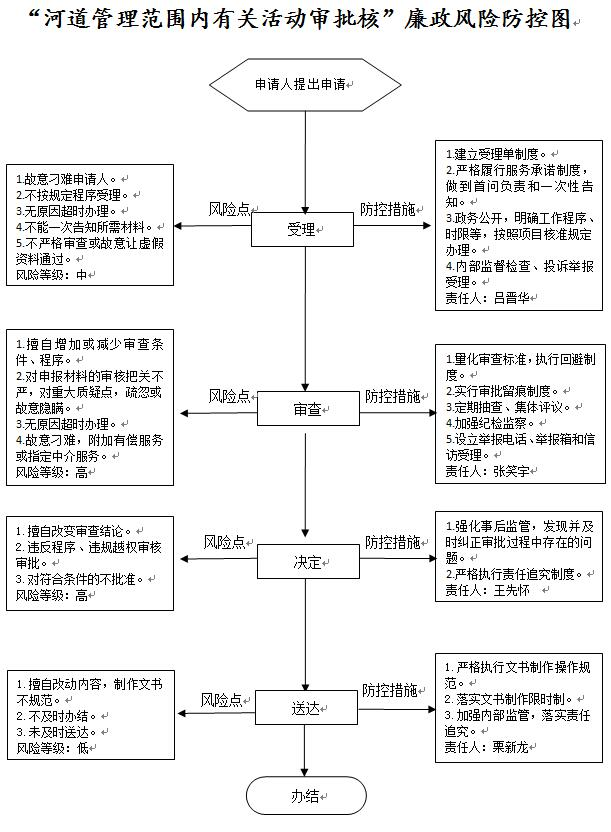 “河道管理范围内有关活动审批核”廉政风险防控图
申请人提出申请
1.故意刁难申请人。
2.不按规定程序受理。
3.无原因超时办理。
4.不能一次告知所需材料。
5.不严格审查或故意让虚假
资料通过。
风险等级：中
风险点
受理
防控措施
1.建立受理单制度。
2.严格履行服务承诺制度，
做到首问负责和一次性告
知。
3.政务公开，明确工作程序、
时限等，按照项目核准规定
办理。
4.内部监督检查、投诉举报
受理。
责任人：吕晋华
1.擅自增加或减少审查条
件、程序。
2.对申报材料的审核把关不
严，对重大质疑点，疏忽或
故意隐瞒。
3.无原因超时办理。
4.故意刁难，附加有偿服务
或指定中介服务。
风险等级：高
风险点
审查
防控措施
1.量化审查标准，执行回避制
度。
2.实行审批留痕制度。
3.定期抽查、集体评议。
4.加强纪检监察。
5.设立举报电话、举报箱和信
访受理。
责任人：张笑宇
1. 擅自改变审查结论。
2. 违反程序、违规越权审核
审批。
3. 对符合条件的不批准。
风险等级：高
风险点
决定
防控措施
1.强化事后监管，发现并及
时纠正审批过程中存在的问
题。
2.严格执行责任追究制度。
责任人：王先怀
1. 擅自改动内容，制作文书
不规范。
2. 不及时办结。
3. 未及时送达。
风险等级：低
风险点
送达
防控措施
1. 严格执行文书制作操作规
范。
2. 落实文书制作限时制。
3. 加强内部监管，落实责任
追究。
责任人：栗新龙
办结